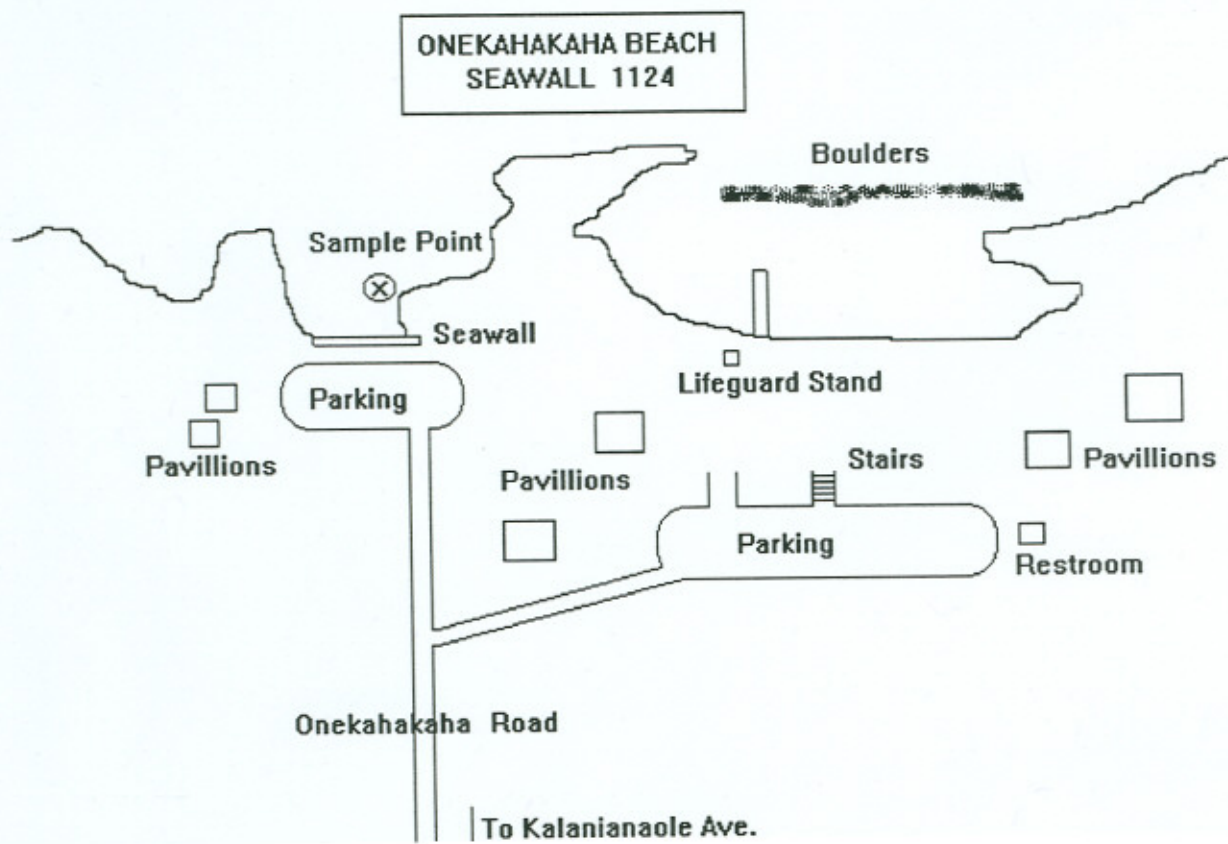 ONEKAHAKAHA BEACH
SEAWALL 1124
Boulders
Sample Point
Seawall
Lifeguard Stand
Parking
Pavillions
Pavillions
Stairs
Pavillions
Parking
Restroom
Onekahakaha Road
To Kalanianaole Ave.